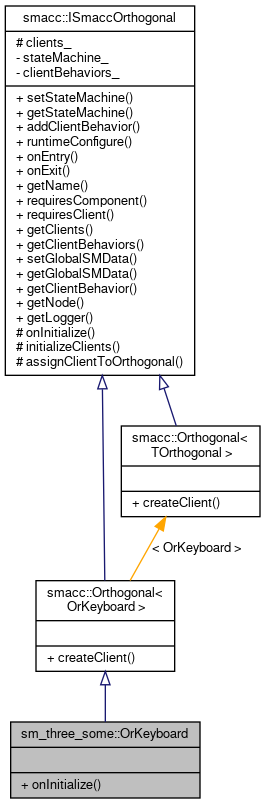 smacc::ISmaccOrthogonal
# clients_
- stateMachine_
- clientBehaviors_
+ setStateMachine()
+ getStateMachine()
+ addClientBehavior()
+ runtimeConfigure()
+ onEntry()
+ onExit()
+ getName()
+ requiresComponent()
+ requiresClient()
+ getClients()
+ getClientBehaviors()
+ setGlobalSMData()
+ getGlobalSMData()
+ getClientBehavior()
+ getNode()
+ getLogger()
# onInitialize()
# initializeClients()
# assignClientToOrthogonal()
smacc::Orthogonal<
TOrthogonal >
+ createClient()
< OrKeyboard >
smacc::Orthogonal<
OrKeyboard >
+ createClient()
sm_three_some::OrKeyboard
+ onInitialize()